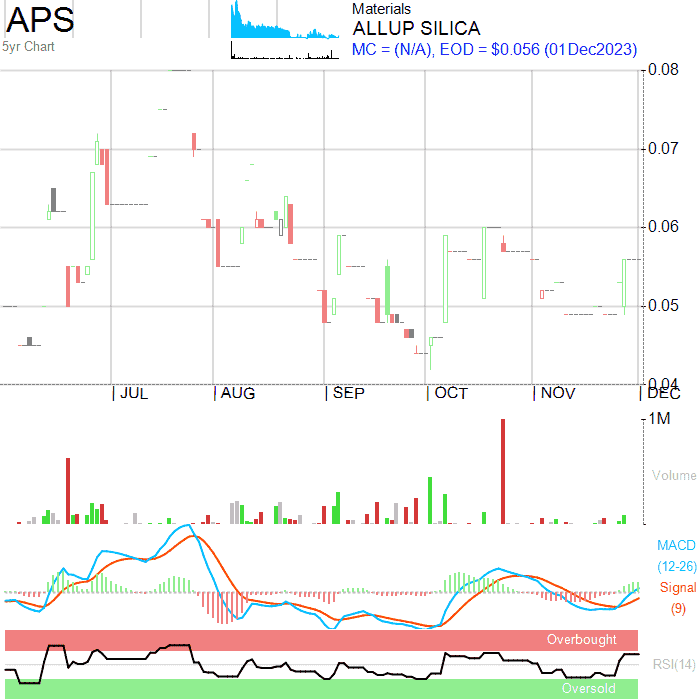 APS
Materials
ALLUP SILICA
5yr Chart
MC = (N/A), EOD = $0.056 (01Dec2023)
0.08
0.07
0.06
0.05
0.04
JUL AUG SEP OCT NOV DEC
1M
Volume
MACD
(12-26)
Signal
(9)
Overbought
RSI(14)
Oversold